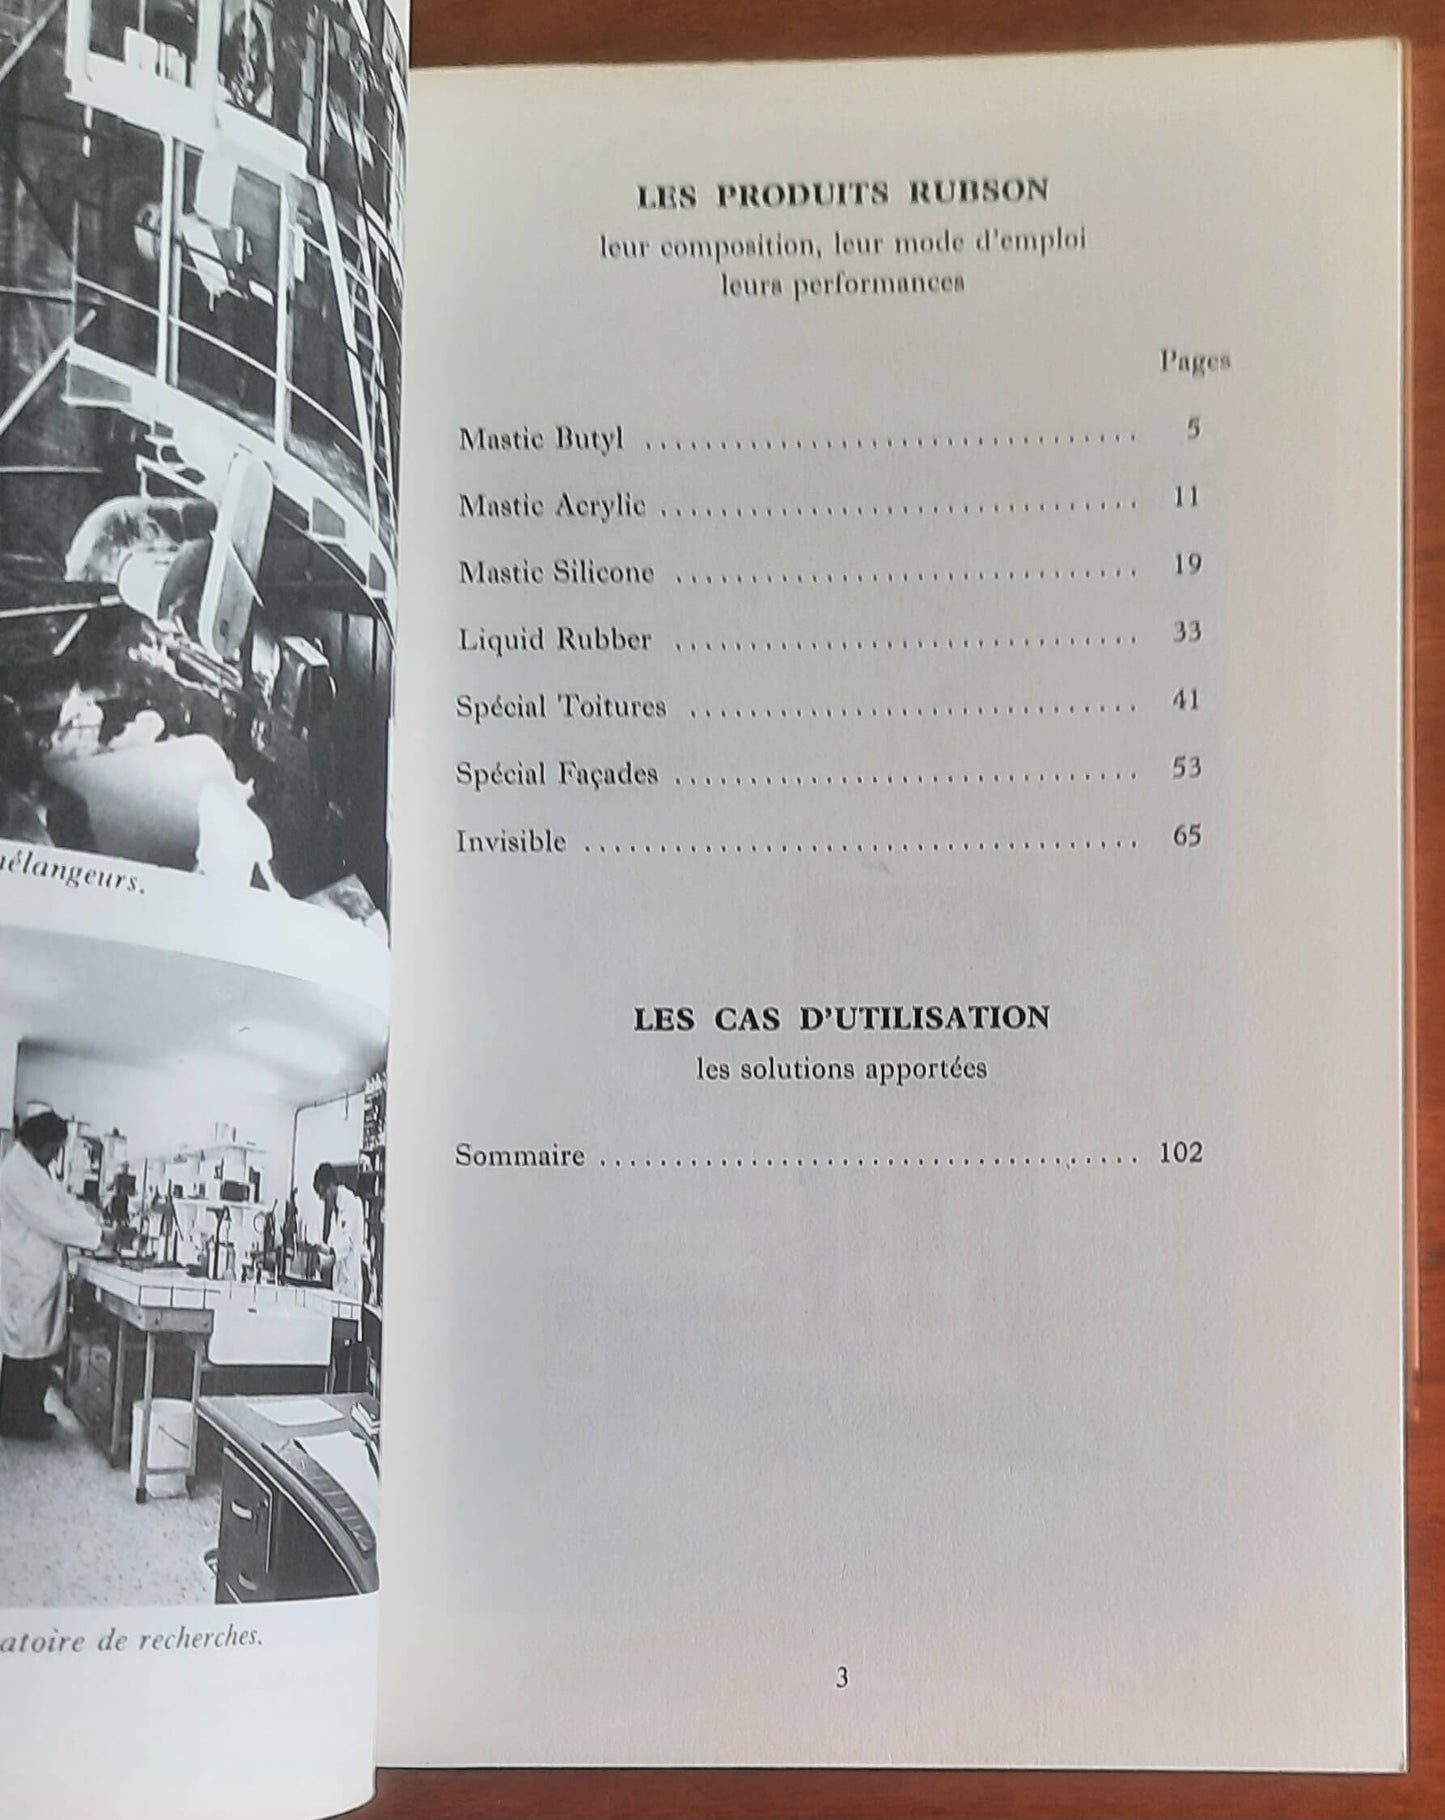 mélangeurs.
de recherches.
LES PRODUITS RUBSON
leur composition, leur mode d'emploi
leurs performances
Pages
Mastic Butyl ................................. 5
Mastic Acrylic ................................ 11
Mastic Silicone ............................... 19
Liquid Rubber ............................... 33
Spécial Toitures .............................. 41
Spécial Façades ............................... 53
Invisible ..................................... 65
LES CAS D'UTILISATION
les solutions apportées
Sommaire .................................... 102
3